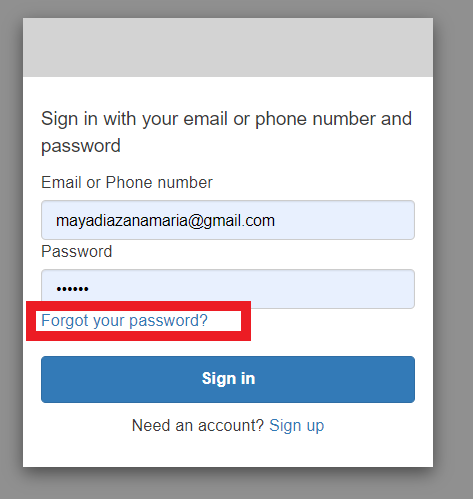 Sign in with your email or phone number and
password
Email or Phone number
mayadiazanamaria@gmail.com
Password
••••••
Forgot your password?
Sign in
Need an account? Sign up